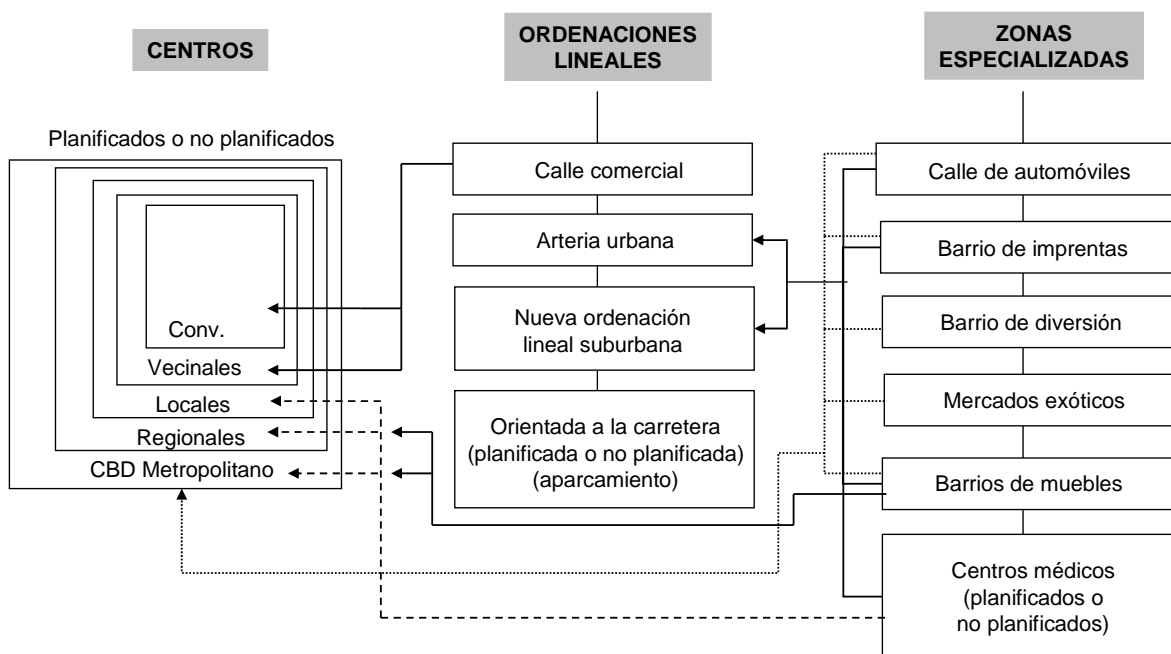 CENTROS
Planificados o no planificados
Conv.
Vecinales
Locales
Regionales
CBD Metropolitano
ORDENACIONES
LINEALES
Calle comercial
Arteria urbana
Nueva ordenación
lineal suburbana
Orientada a la carretera
(planificada o no planificada)
(aparcamiento)
ZONAS
ESPECIALIZADAS
Calle de automóviles
Barrio de imprentas
Barrio de diversión
Mercados exóticos
Barrios de muebles
Centros médicos
(planificados o
no planificados)